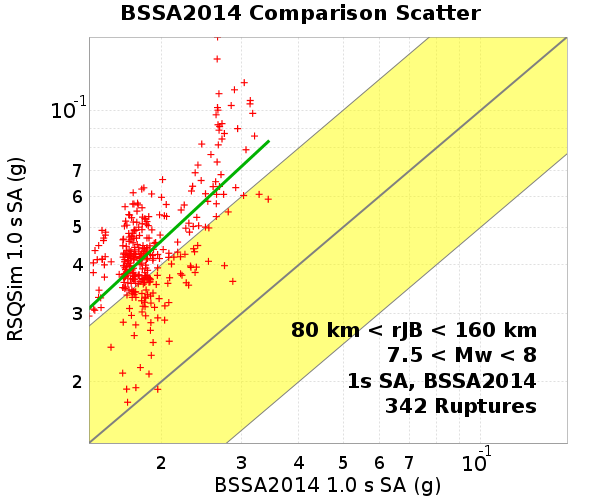 BSSA2014 Comparison Scatter
RSQSim 1.0 s SA (g)
10-1
7
6
5
4
3
2
80 km < rJB < 160 km
7.5 < Mw < 8
1s SA, BSSA2014
342 Ruptures
2 3 4 5 6 7 10-1
BSSA2014 1.0 s SA (g)